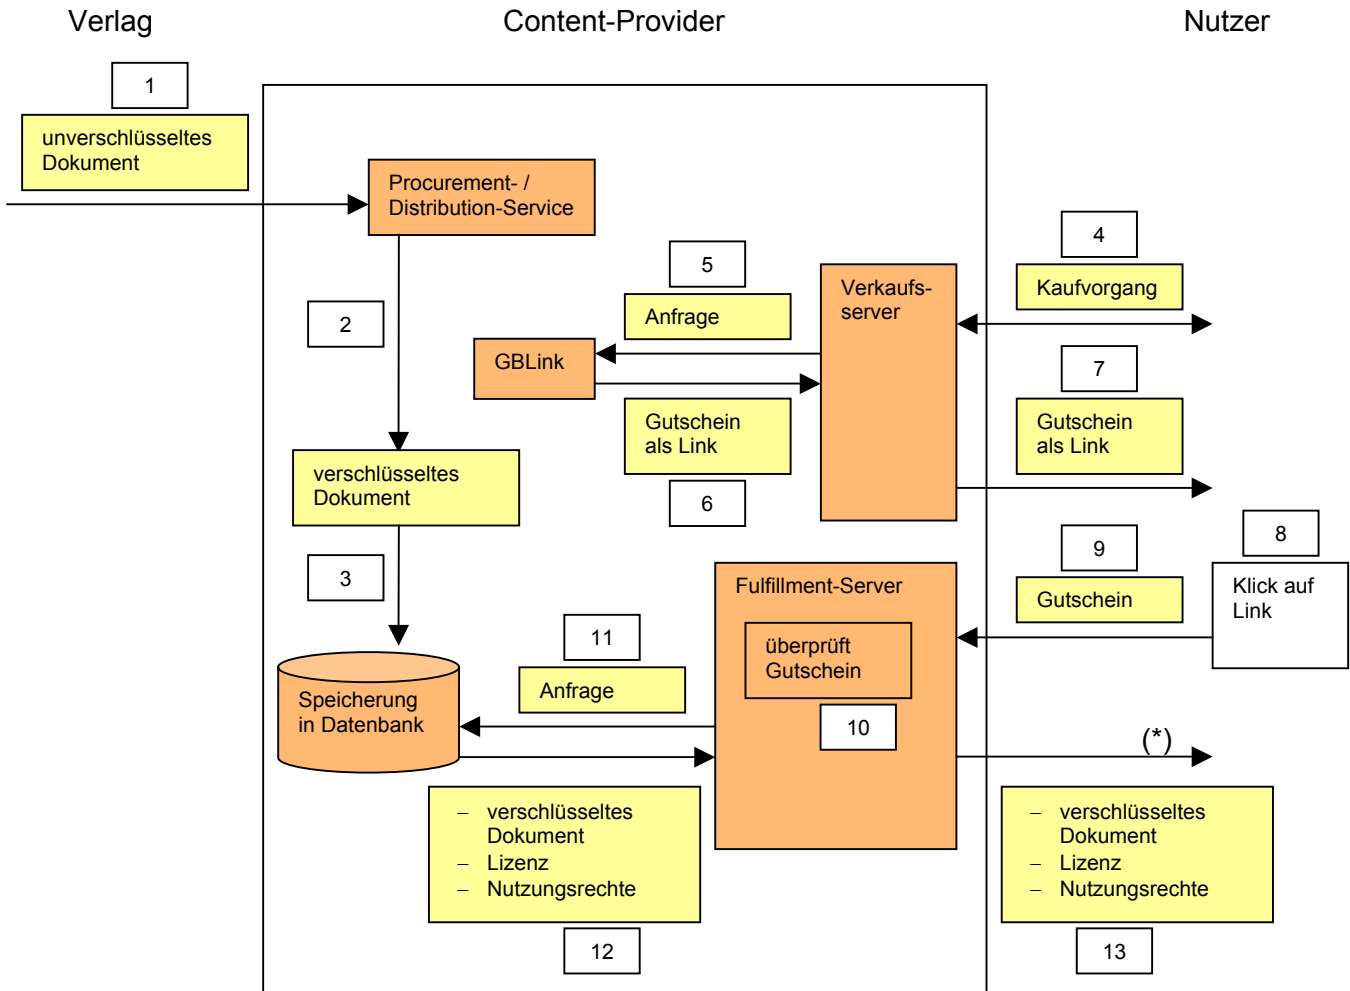 Verlag
Content-Provider
Nutzer
1
unverschlüsseltes
Dokument
Procurement- /
Distribution-Service
2
verschlüsseltes
Dokument
3
Speicherung
in Datenbank
4
Kaufvorgang
5
Anfrage
Verkaufs-
server
GBLink
Gutschein
als Link
6
7
Gutschein
als Link
8
Klick auf
Link
9
Gutschein
Fulfillment-Server
überprüft
Gutschein
10
11
Anfrage
– verschlüsseltes
Dokument
– Lizenz
– Nutzungsrechte
12
(*)
– verschlüsseltes
Dokument
– Lizenz
– Nutzungsrechte
13